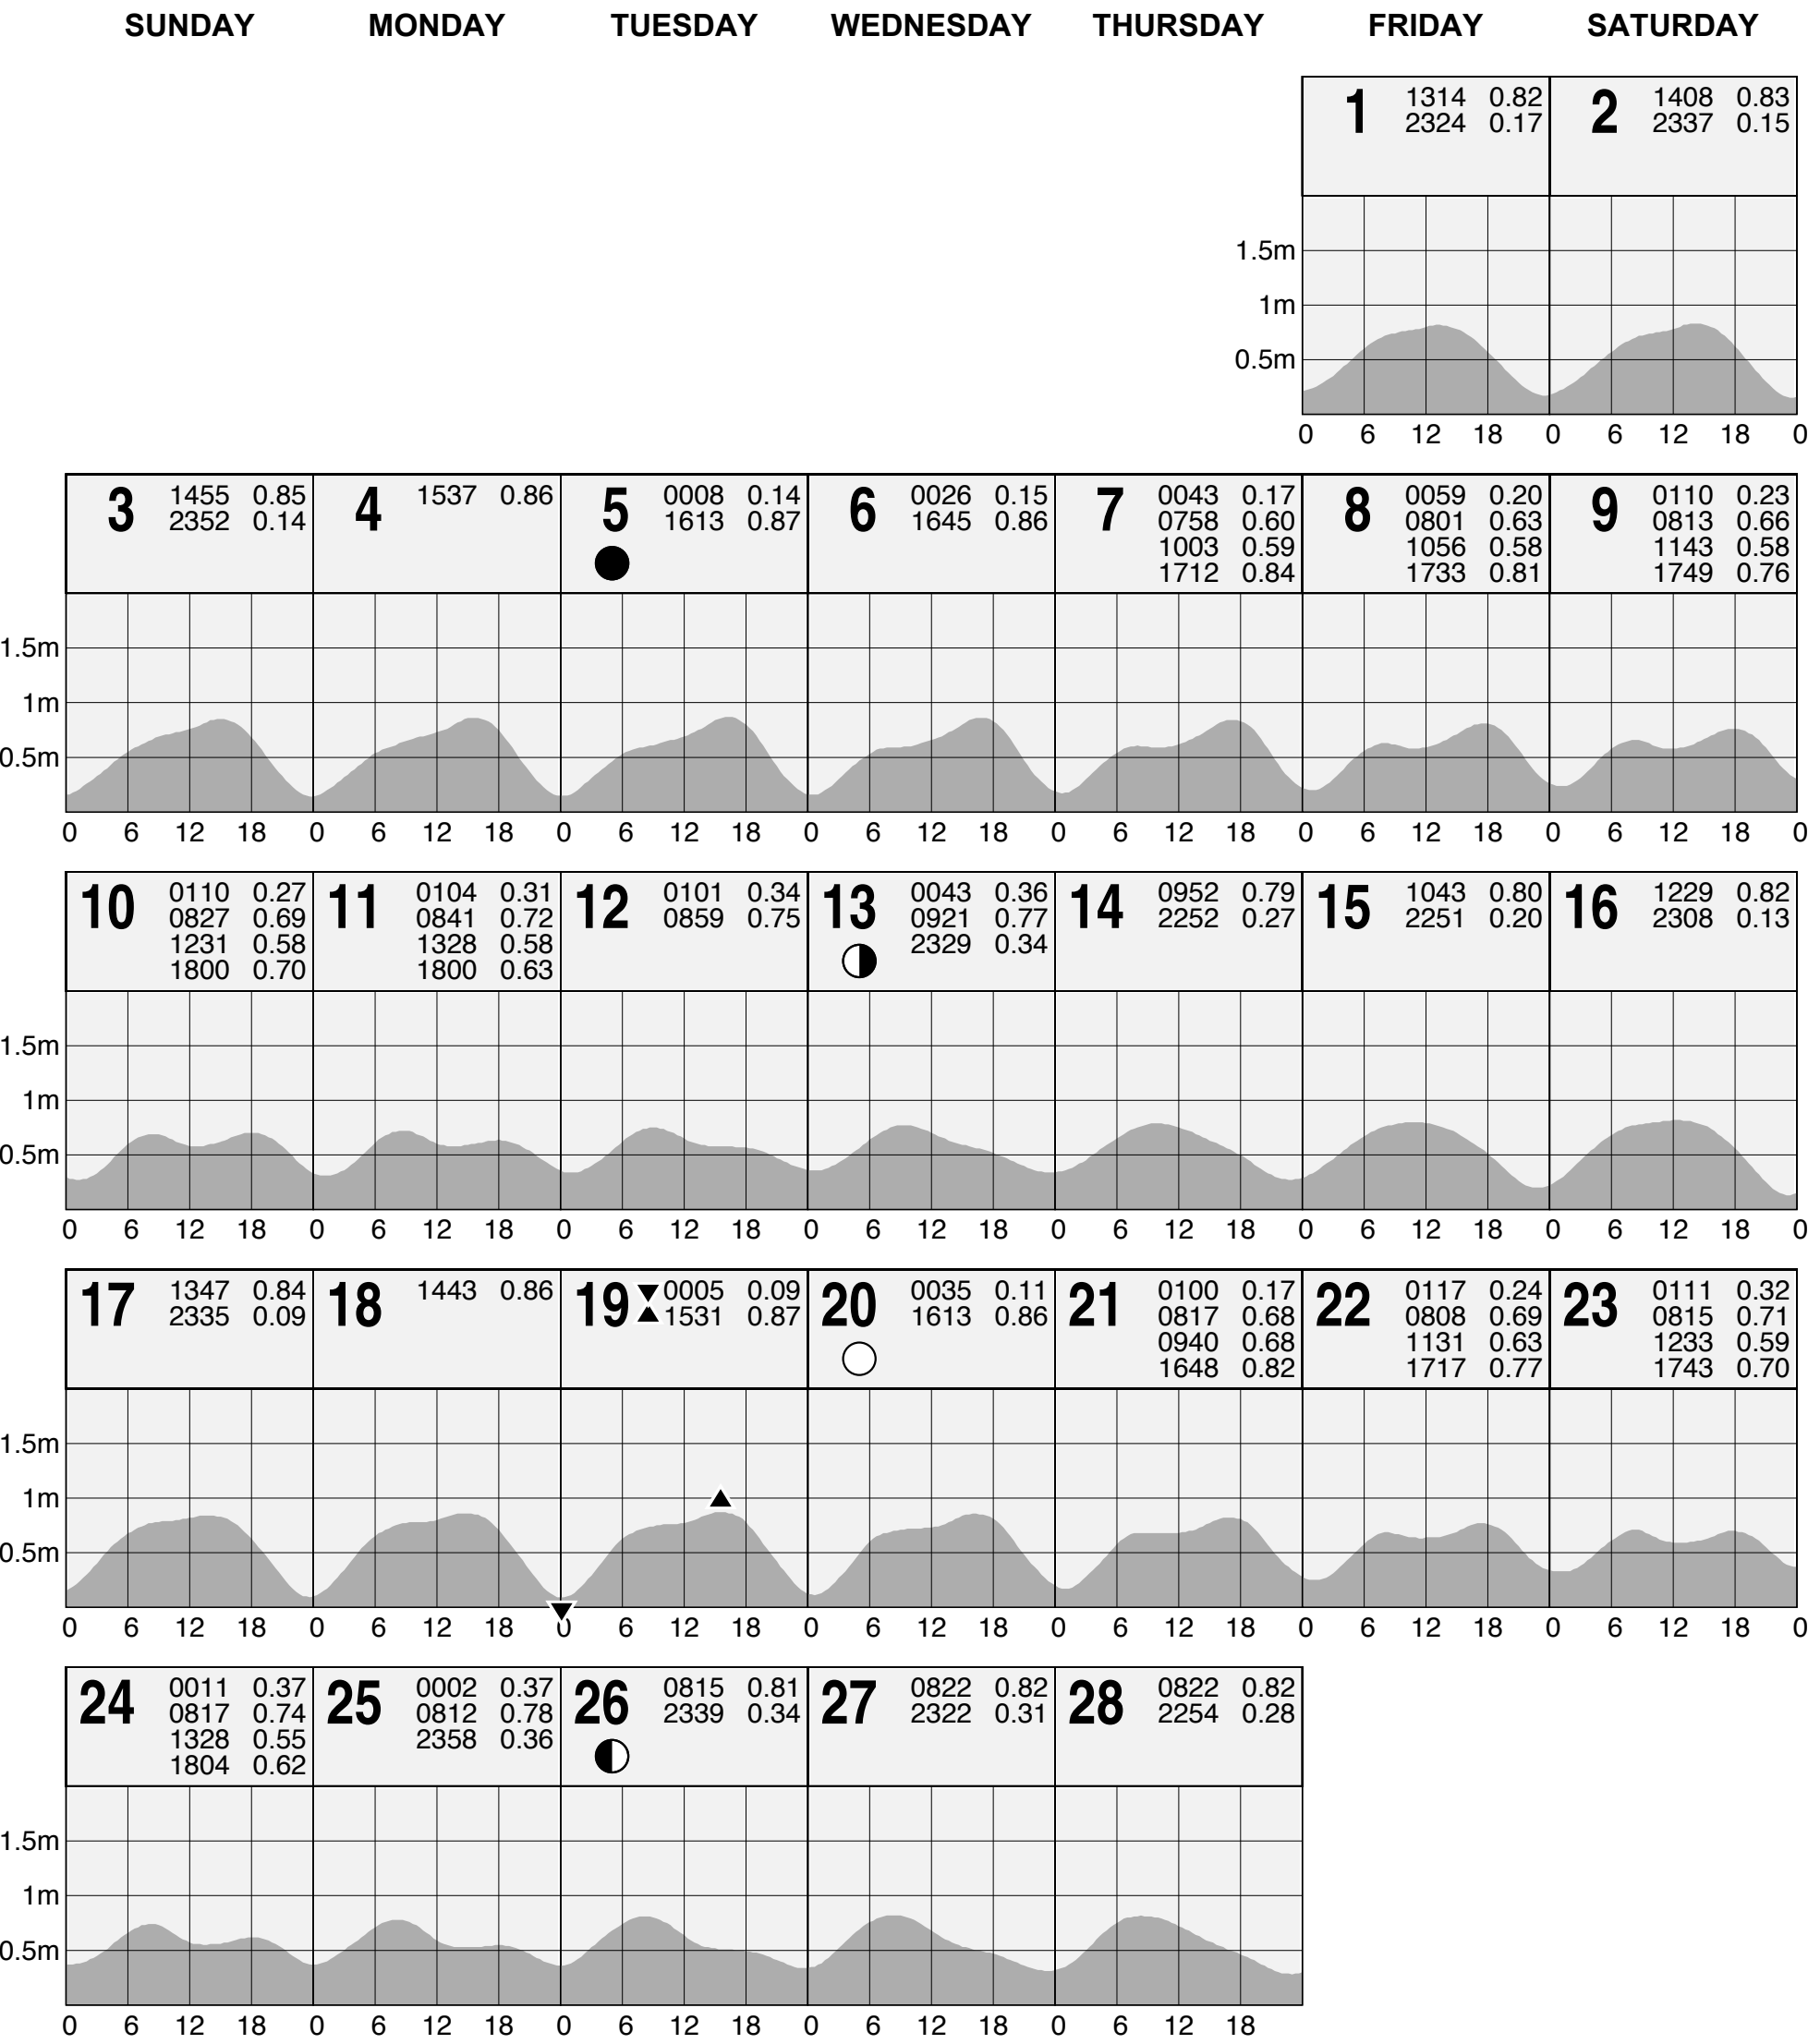 SUNDAY MONDAY TUESDAY WEDNESDAY THURSDAY FRIDAY SATURDAY
1 1314 0.82
2324 0.17
2 1408 0.83
2337 0.15
1.5m
1m
0.5m
0 6 12 18 0 6 12 18 0
3 1455 0.85
2352 0.14
4 1537 0.86
5 0008 0.14
1613 0.87
6 0026 0.15
1645 0.86
7 0043 0.17
0758 0.60
1003 0.59
1712 0.84
8 0059 0.20
0801 0.63
1056 0.58
1733 0.81
9 0110 0.23
0813 0.66
1143 0.58
1749 0.76
1.5m
1m
0.5m
0 6 12 18 0 6 12 18 0 6 12 18 0 6 12 18 0 6 12 18 0 6 12 18 0 6 12 18 0
10 0110 0.27
0827 0.69
1231 0.58
1800 0.70
11 0104 0.31
0841 0.72
1328 0.58
1800 0.63
12 0101 0.34
0859 0.75
13 0043 0.36
0921 0.77
2329 0.34
14 0952 0.79
2252 0.27
15 1043 0.80
2251 0.20
16 1229 0.82
2308 0.13
1.5m
1m
0.5m
0 6 12 18 0 6 12 18 0 6 12 18 0 6 12 18 0 6 12 18 0 6 12 18 0 6 12 18 0
17 1347 0.84
2335 0.09
18 1443 0.86
19 0005 0.09
1531 0.87
20 0035 0.11
1613 0.86
21 0100 0.17
0817 0.68
0940 0.68
1648 0.82
22 0117 0.24
0808 0.69
1131 0.63
1717 0.77
23 0111 0.32
0815 0.71
1233 0.59
1743 0.70
1.5m
1m
0.5m
0 6 12 18 0 6 12 18 0 6 12 18 0 6 12 18 0 6 12 18 0 6 12 18 0 6 12 18 0
24 0011 0.37
0817 0.74
1328 0.55
1804 0.62
25 0002 0.37
0812 0.78
2358 0.36
26 0815 0.81
2339 0.34
27 0822 0.82
2322 0.31
28 0822 0.82
2254 0.28
1.5m
1m
0.5m
0 6 12 18 0 6 12 18 0 6 12 18 0 6 12 18 0 6 12 18